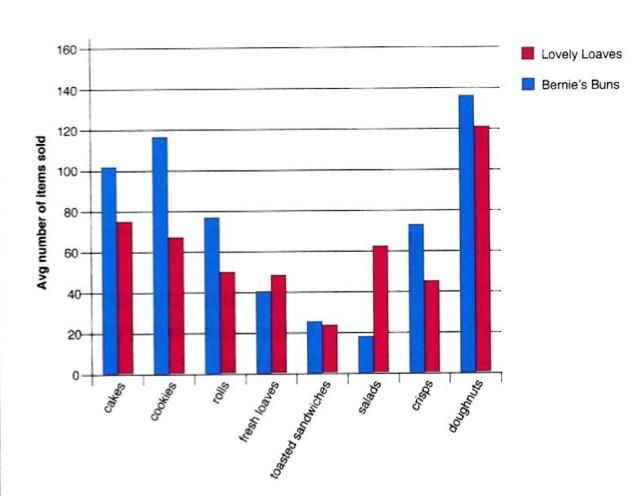 Avg number of items sold
160
140
120
100
80
60
40
20
0
cakes
cookies
rolls
fresh loaves
toasted sandwiches
salads
crisps
doughnuts
Lovely Loaves
Bernie's Buns